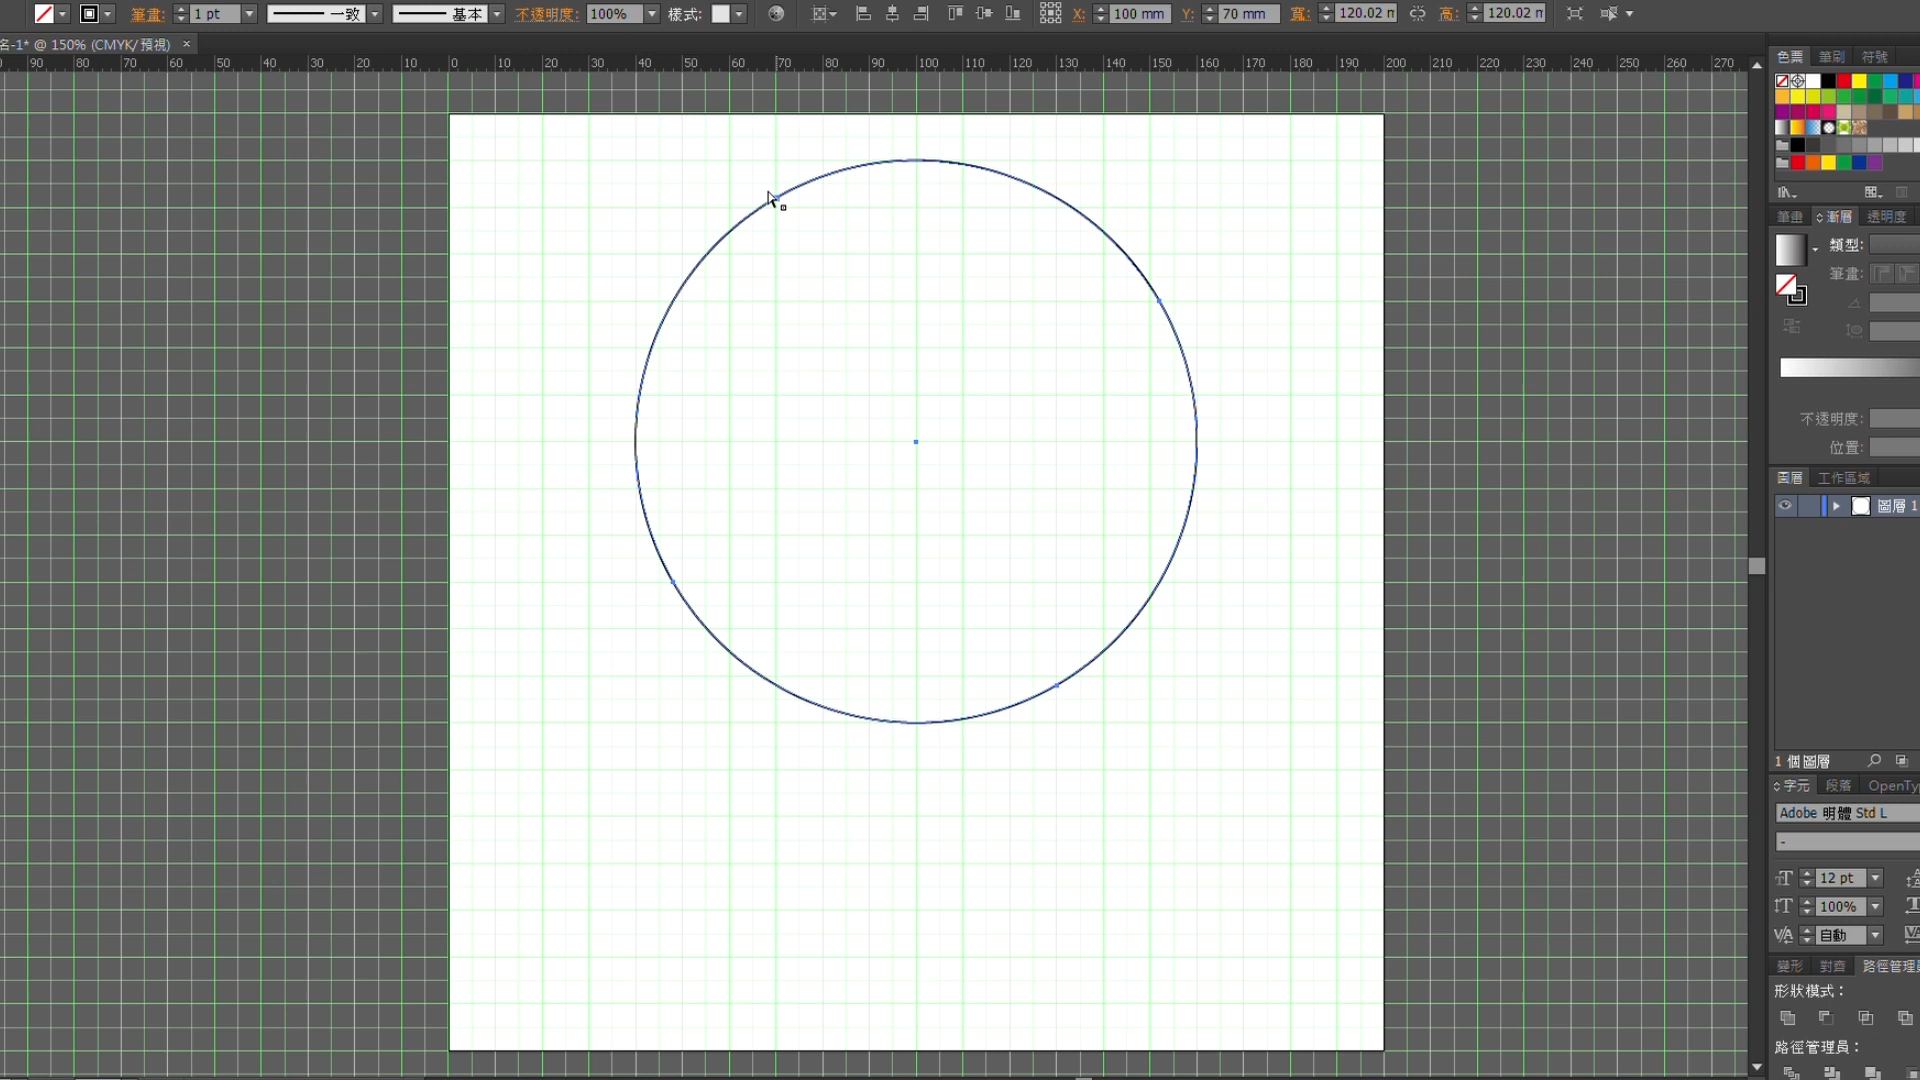 筆畫: 1 pt 一致 基本 不透明度: 100% 樣式: X: 100 mm Y: 70 mm 寬: 120.02 m 高: 120.02 m
名-1* @ 150% (CMYK/預視) ×
90 80 70 60 50 40 30 20 10 0 10 20 30 40 50 60 70 80 90 100 110 120 130 140 150 160 170 180 190 200 210 220 230 240 250 260 270
色票 筆刷 符號
筆畫 漸層 透明度
類型:
筆畫:
不透明度:
位置:
圖層 工作區域
圖層 1
1 個圖層
字元 段落 OpenTy
Adobe 明體 Std L
-
12 pt
100%
自動
變形 對齊 路徑管理員
形狀模式：
路徑管理員：